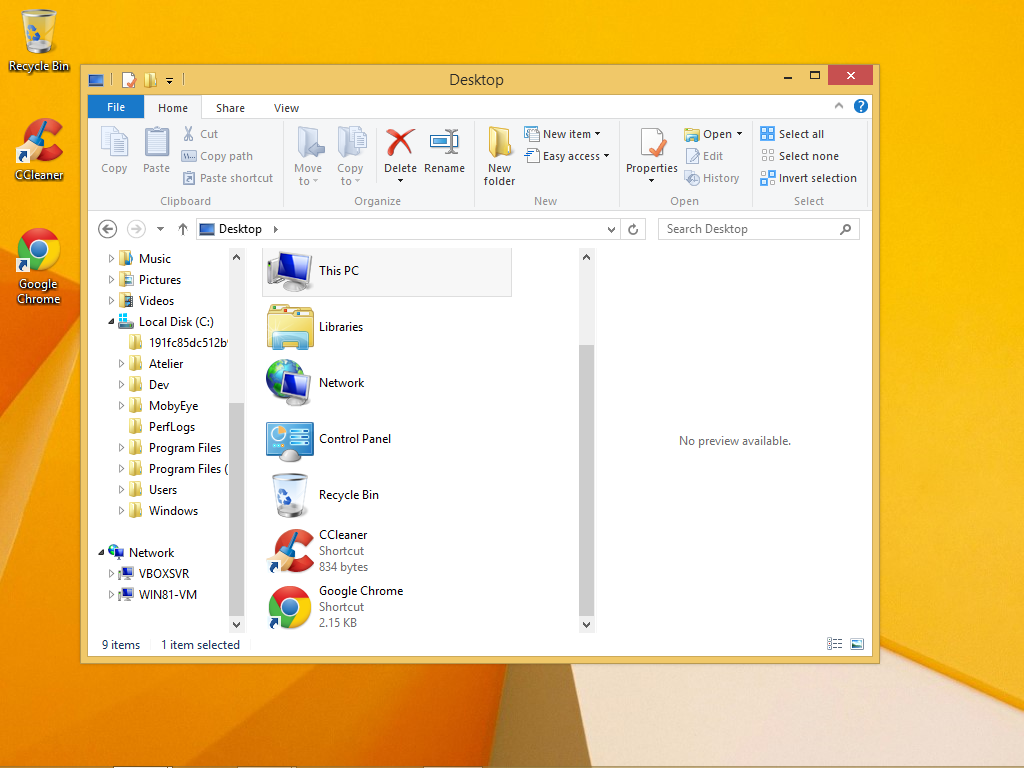 Recycle Bin
CCleaner
Google
Chrome
Desktop
File
Home
Share
View
Copy
Paste
Cut
Copy path
Paste shortcut
Clipboard
Move
to
Copy
to
Delete
Rename
Organize
New
folder
New item
Easy access
New
Properties
Open
Edit
History
Open
Select all
Select none
Invert selection
Select
Desktop
Search Desktop
Music
Pictures
Videos
Local Disk (C:)
191fc85dc512b
Atelier
Dev
MobyEye
PerfLogs
Program Files
Program Files (
Users
Windows
Network
VBOXSVR
WIN81-VM
This PC
Libraries
Network
Control Panel
Recycle Bin
CCleaner
Shortcut
834 bytes
Google Chrome
Shortcut
2.15 KB
No preview available.
9 items
1 item selected